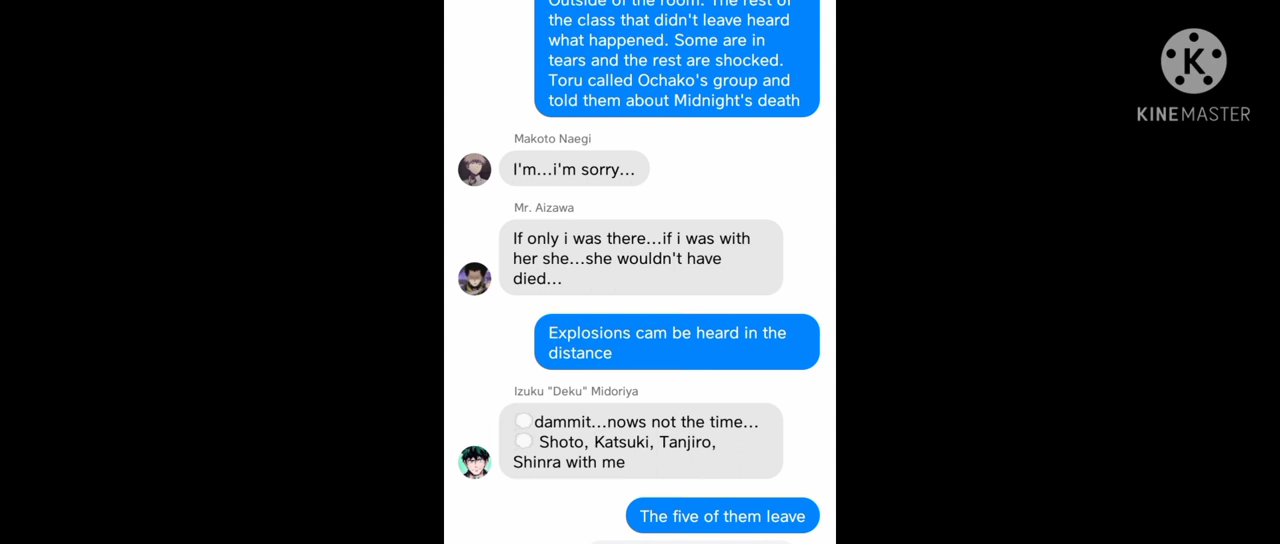 Outside of the room. The rest of
the class that didn't leave heard
what happened. Some are in
tears and the rest are shocked.
Toru called Ochako's group and
told them about Midnight's death
Makoto Naegi
I'm...i'm sorry...
Mr. Aizawa
If only i was there...if i was with
her she...she wouldn't have
died...
Explosions cam be heard in the
distance
Izuku "Deku" Midoriya
dammit...nows not the time...
Shoto, Katsuki, Tanjiro,
Shinra with me
The five of them leave
K
KINEMASTER